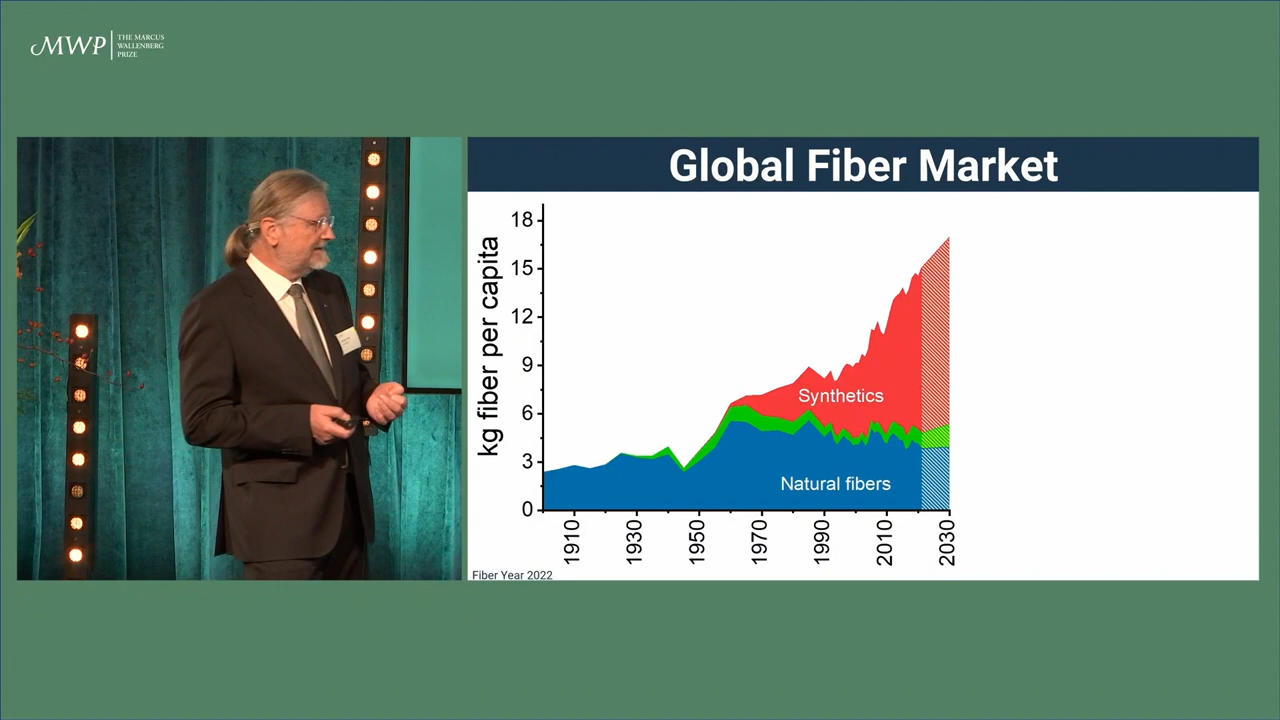 MWP
THE MARCUS
WALLENBERG
PRIZE
Global Fiber Market
kg fiber per capita
18
15
12
9
6
3
0
Synthetics
Natural fibers
1910
1930
1950
1970
1990
2010
2030
Fiber Year 2022